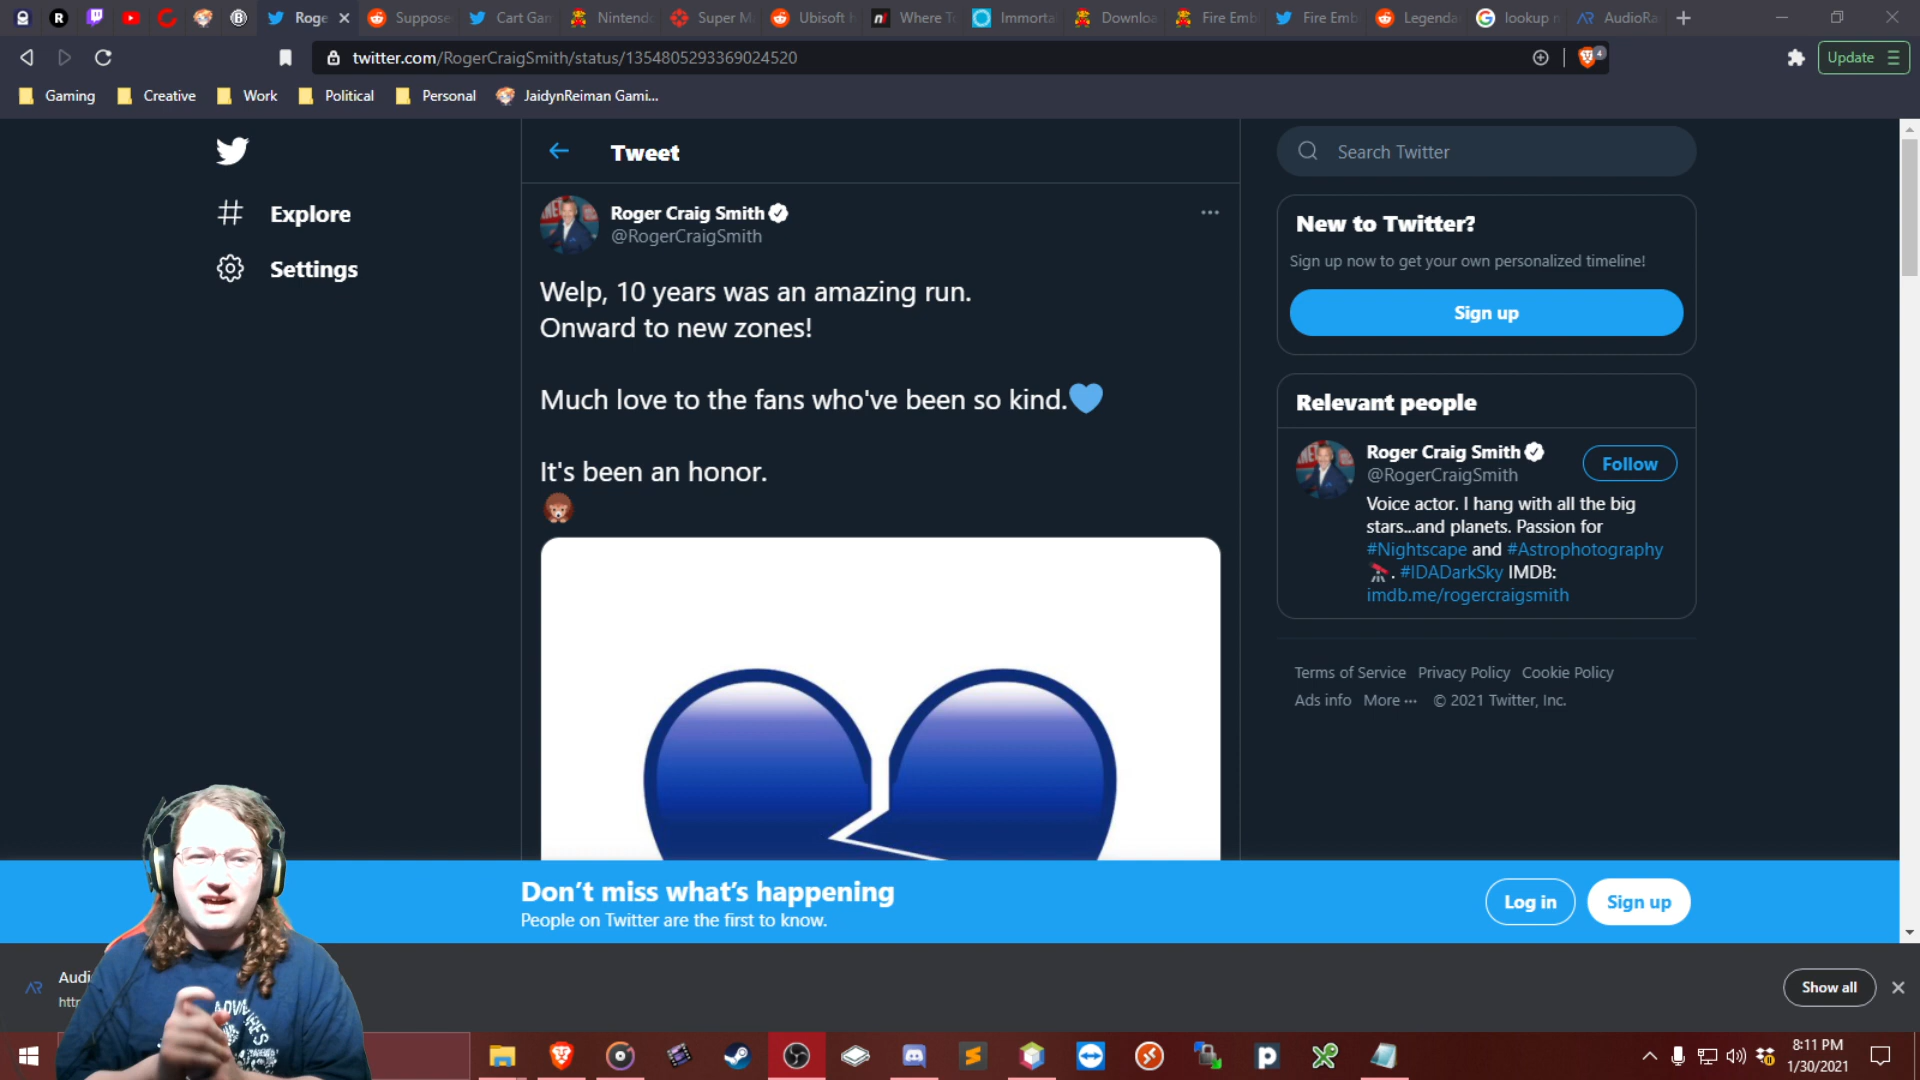 Roge
Suppose
Cart Gam
Nintend
Super M
Ubisoft
Where T
Immorta
Downloa
Fire Emb
Fire Emb
Legenda
lookup
AudioRa
twitter.com/RogerCraigSmith/status/1354805293369024520
4
Update
Gaming
Creative
Work
Political
Personal
JaidynReiman Gami...
Explore
Settings
Tweet
Roger Craig Smith
@RogerCraigSmith
Welp, 10 years was an amazing run.
Onward to new zones!
Much love to the fans who've been so kind.
It's been an honor.
Search Twitter
New to Twitter?
Sign up now to get your own personalized timeline!
Sign up
Relevant people
Roger Craig Smith
@RogerCraigSmith
Follow
Voice actor. I hang with all the big
stars...and planets. Passion for
#Nightscape and #Astrophotography
. #IDADarkSky IMDB:
imdb.me/rogercraigsmith
Terms of Service Privacy Policy Cookie Policy
Ads info More ··· © 2021 Twitter, Inc.
Don’t miss what’s happening
People on Twitter are the first to know.
Log in
Sign up
Audi
htt
Show all
8:11 PM
1/30/2021